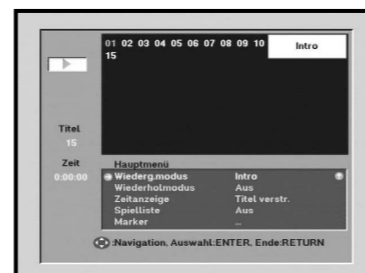 01 02 03 04 05 06 07 08 09 10
15
Intro
Titel
15
Zeit
0:00:00
Hauptmenü
Wiederg.modus Intro
Wiederholmodus Aus
Zeitanzeige Titel verstr.
Spielliste Aus
Marker ...
:Navigation, Auswahl:ENTER, Ende:RETURN